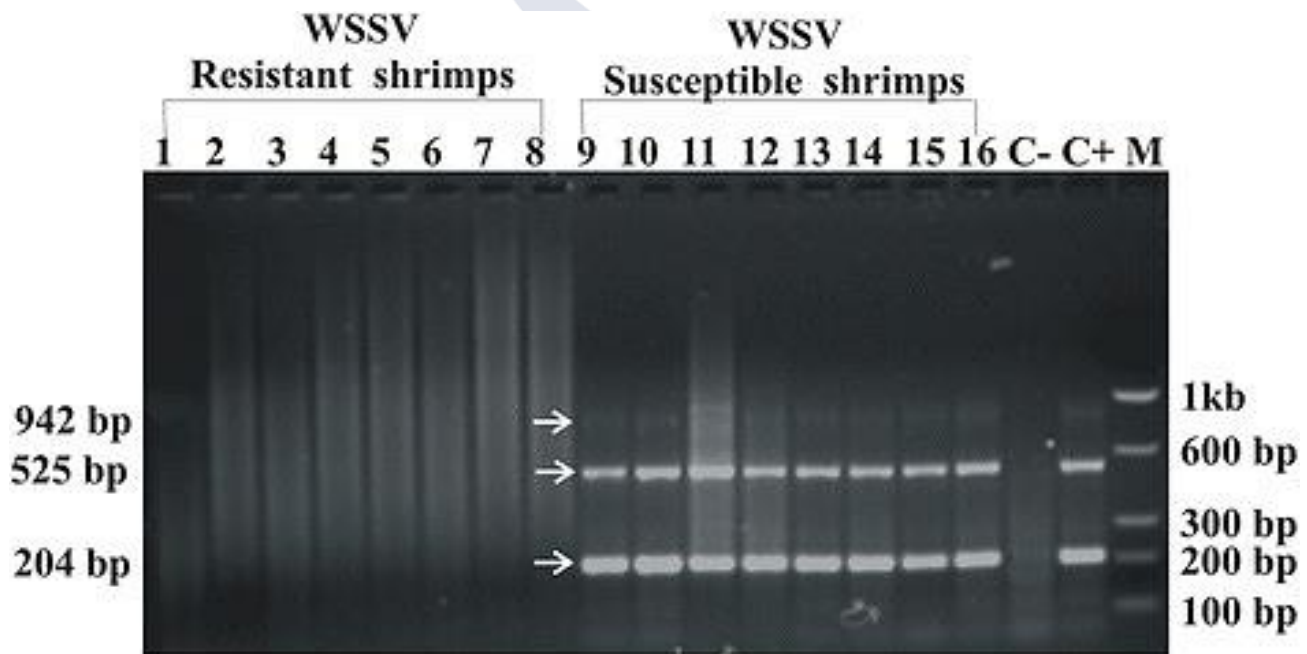 WSSV
Resistant shrimps
WSSV
Susceptible shrimps
1 2 3 4 5 6 7 8 9 10 11 12 13 14 15 16 C- C+ M
942 bp
525 bp
204 bp
1kb
600 bp
300 bp
200 bp
100 bp